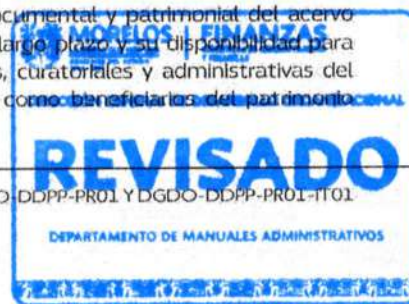 ocumental y patrimonial del acervo
largo plazo y su disponibilidad para
MORELOS | FINANZAS
s, curatoriales y administrativas del
como beneficiarios del patrimonio
REVISADO
O-DDPP-PR01 Y DGDO-DDPP-PR01-IT01
DEPARTAMENTO DE MANUALES ADMINISTRATIVOS